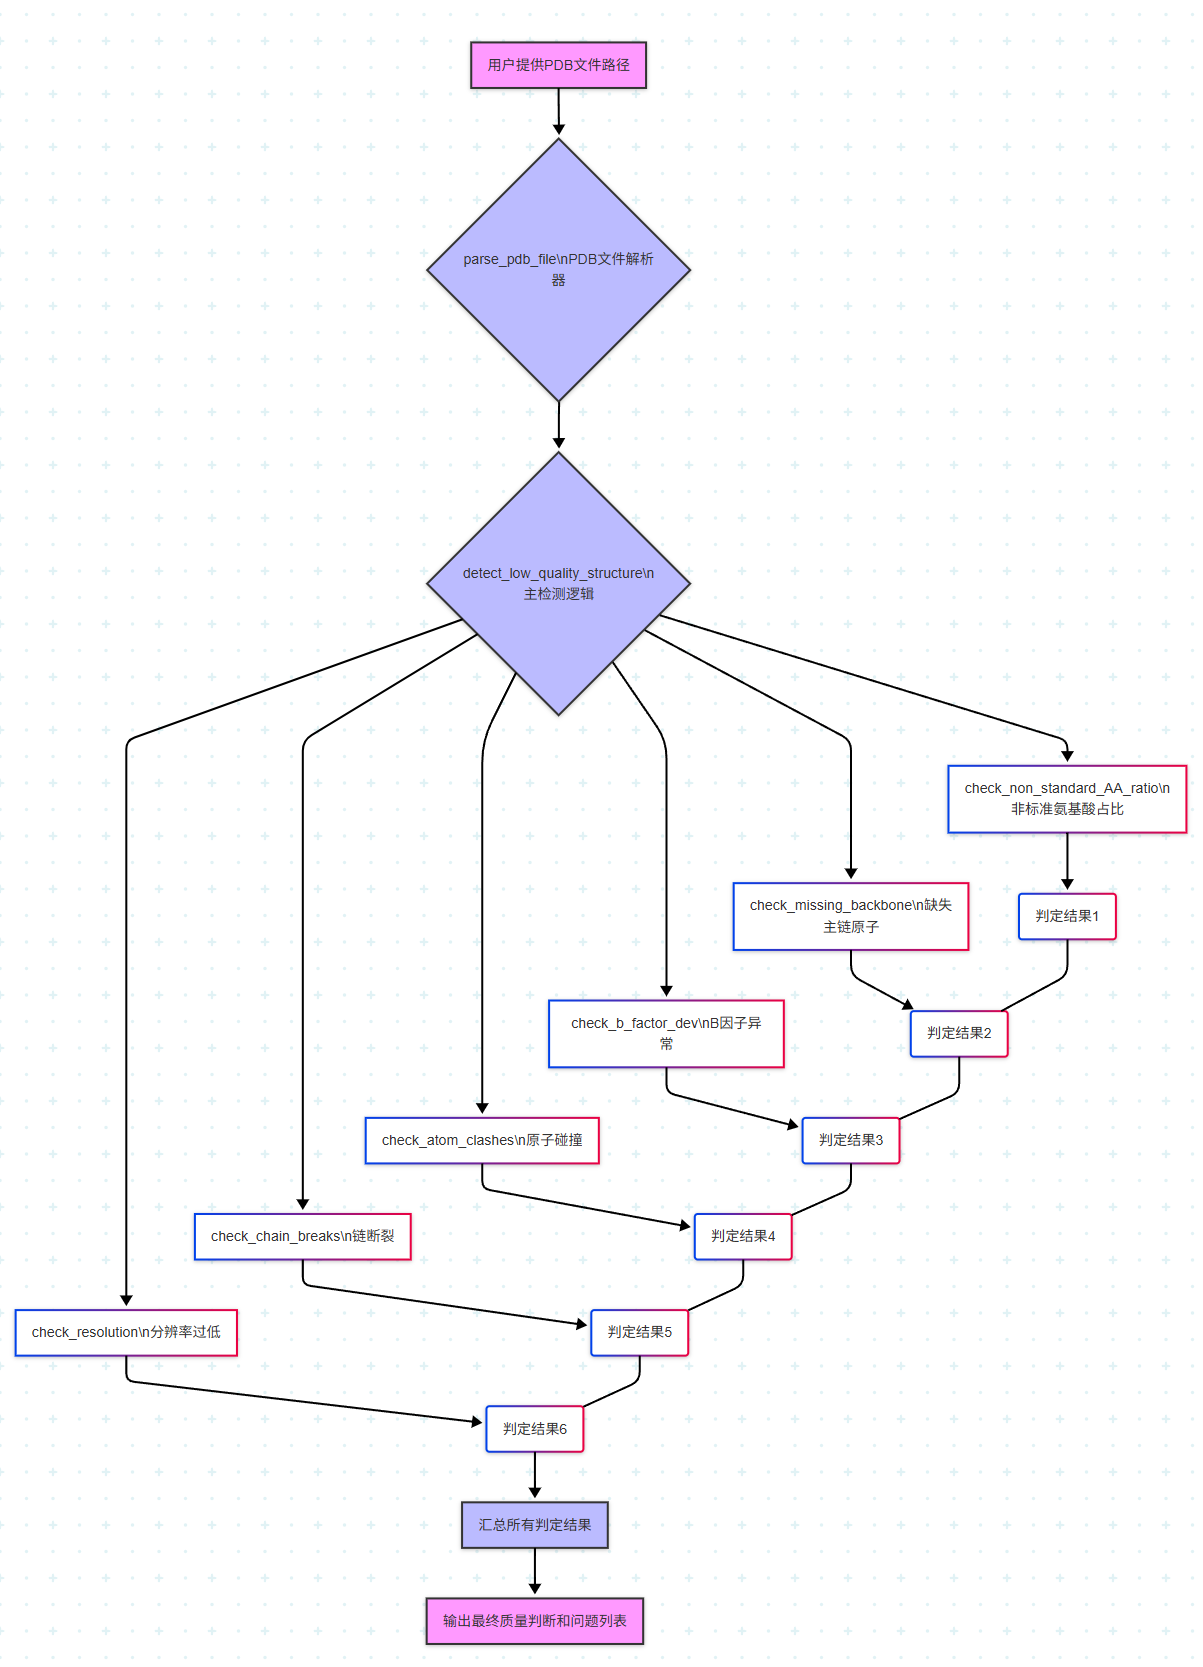 用户提供PDB文件路径
parse_pdb_file\nPDB文件解析
器
detect_low_quality_structure\n
主检测逻辑
check_non_standard_AA_ratio\n
非标准氨基酸占比
check_missing_backbone\n缺失
主链原子
判定结果1
check_b_factor_dev\nB因子异
常
判定结果2
check_atom_clashes\n原子碰撞
判定结果3
check_chain_breaks\n链断裂
判定结果4
check_resolution\n分辨率过低
判定结果5
判定结果6
汇总所有判定结果
输出最终质量判断和问题列表